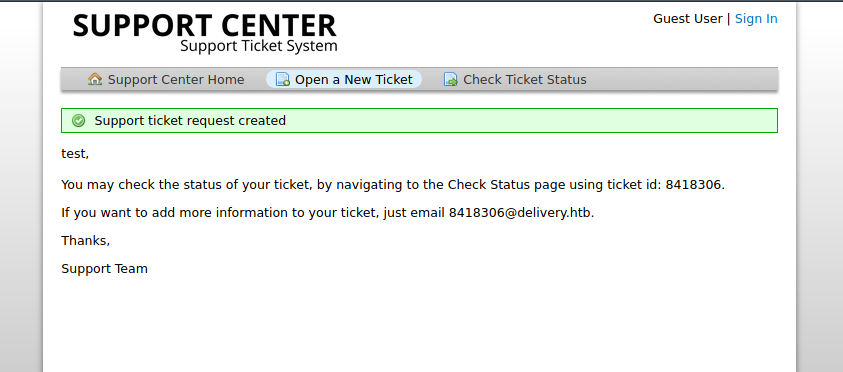 SUPPORT CENTER
Support Ticket System
Guest User | Sign In
Support Center Home Open a New Ticket Check Ticket Status
Support ticket request created
test,
You may check the status of your ticket, by navigating to the Check Status page using ticket id: 8418306.
If you want to add more information to your ticket, just email 8418306@delivery.htb.
Thanks,
Support Team